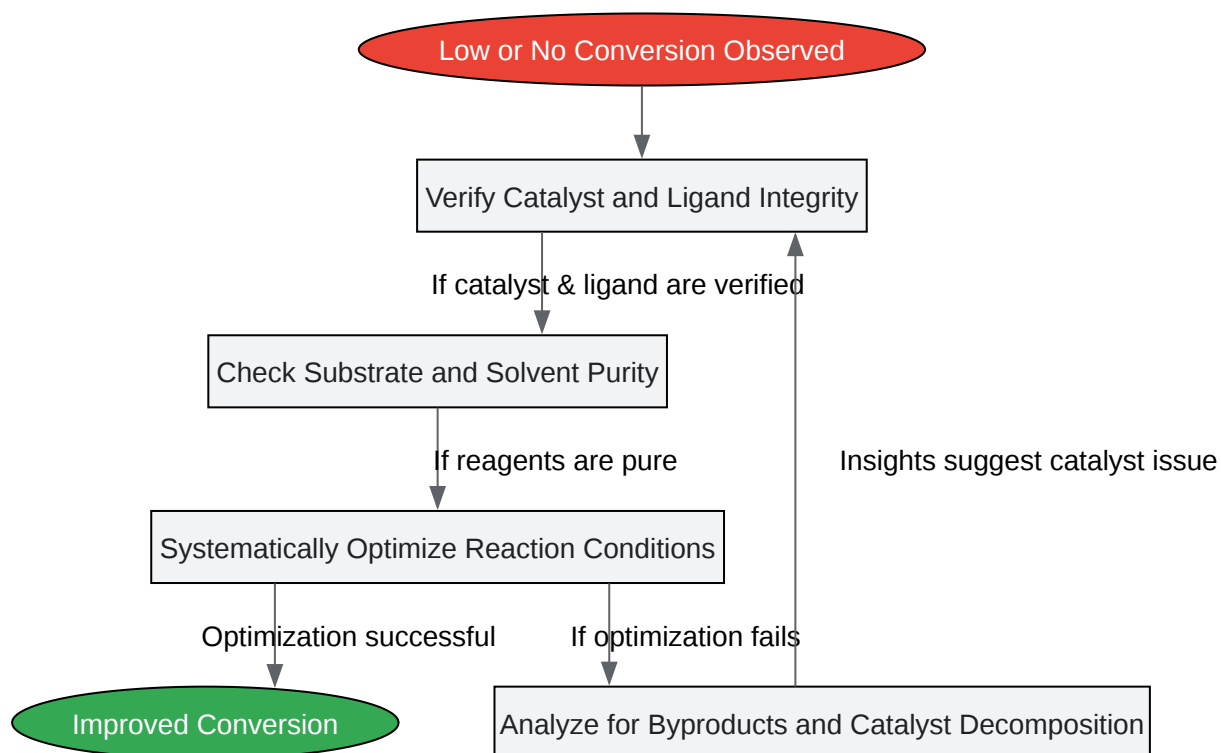 Low or No Conversion Observed
Verify Catalyst and Ligand Integrity
If catalyst & ligand are verified
Check Substrate and Solvent Purity
If reagents are pure
Insights suggest catalyst issue
Systematically Optimize Reaction Conditions
Optimization successful
If optimization fails
Improved Conversion
Analyze for Byproducts and Catalyst Decomposition